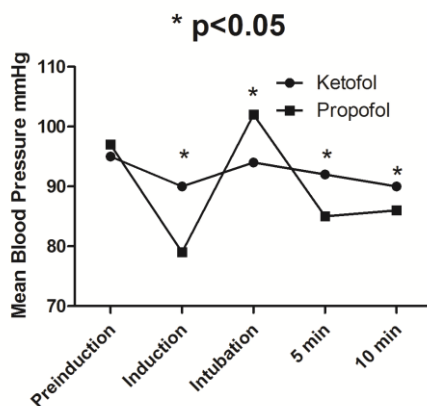 * p<0.05
Mean Blood Pressure mmHg
110
100
90
80
70
Ketofol
Propofol
*
*
*
*
Preinduction
Induction
Intubation
5 min
10 min